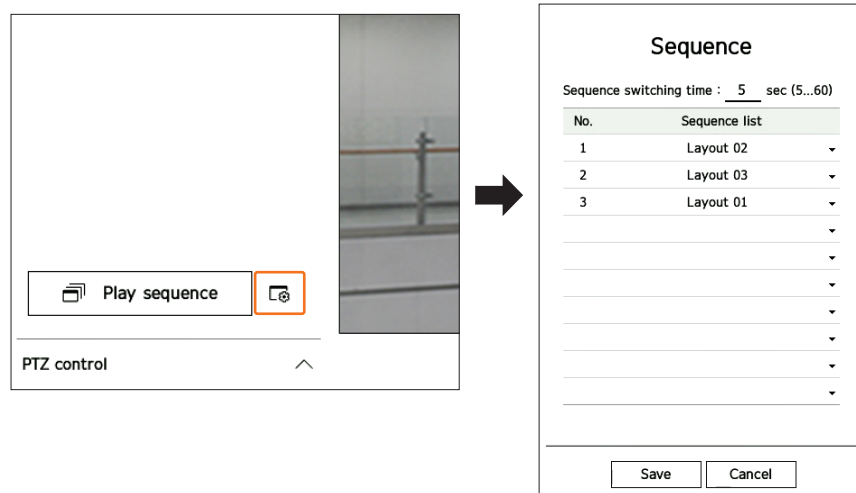 Play sequence
PTZ control
Sequence
Sequence switching time : 5 sec (5...60)
No. Sequence list
1 Layout 02
2 Layout 03
3 Layout 01
Save Cancel